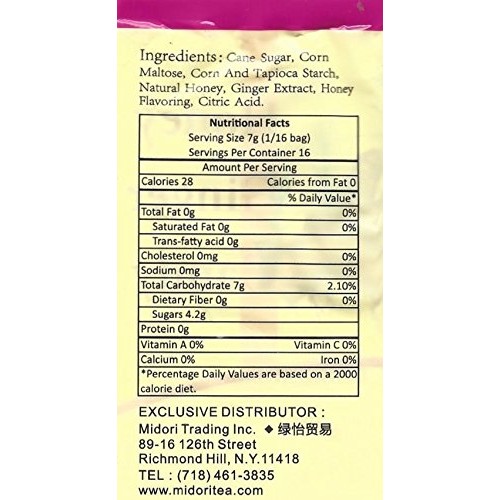 Ingredients: Cane Sugar, Corn
Maltose, Corn And Tapioca Starch,
Natural Honey, Ginger Extract, Honey
Flavoring, Citric Acid.
Nutritional Facts
Serving Size 7g (1/16 bag)
Servings Per Container 16
Amount Per Serving
Calories 28 Calories from Fat 0
% Daily Value*
Total Fat 0g 0%
Saturated Fat 0g 0%
Trans-fatty acid 0g
Cholesterol 0mg 0%
Sodium 0mg 0%
Total Carbohydrate 7g 2.10%
Dietary Fiber 0g 0%
Sugars 4.2g
Protein 0g
Vitamin A 0% Vitamin C 0%
Calcium 0% Iron 0%
*Percentage Daily Values are based on a 2000
calorie diet.
EXCLUSIVE DISTRIBUTOR :
Midori Trading Inc. ◆ 绿怡贸易
89-16 126th Street
Richmond Hill, N.Y.11418
TEL : (718) 461-3835
www.midoritea.com